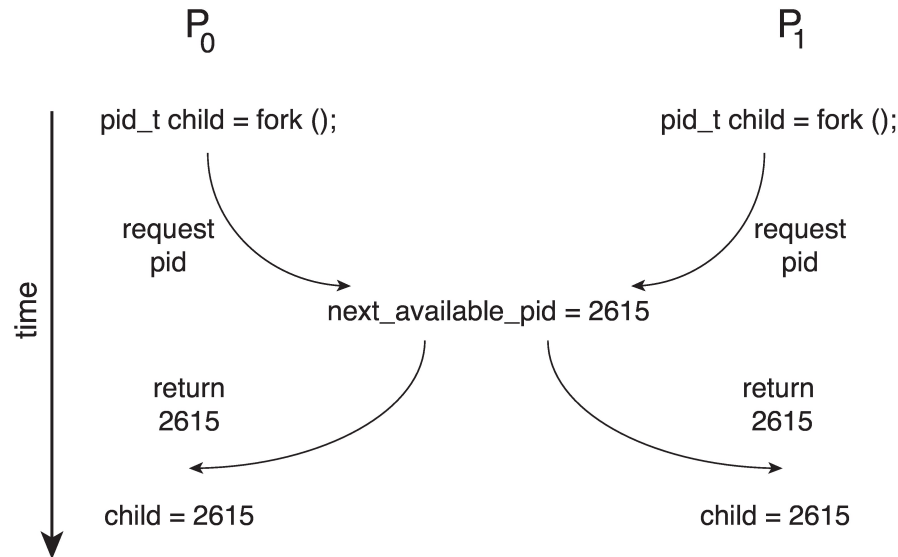 P0
P1
pid_t child = fork ();
pid_t child = fork ();
request
pid
request
pid
next_available_pid = 2615
time
return
2615
return
2615
child = 2615
child = 2615